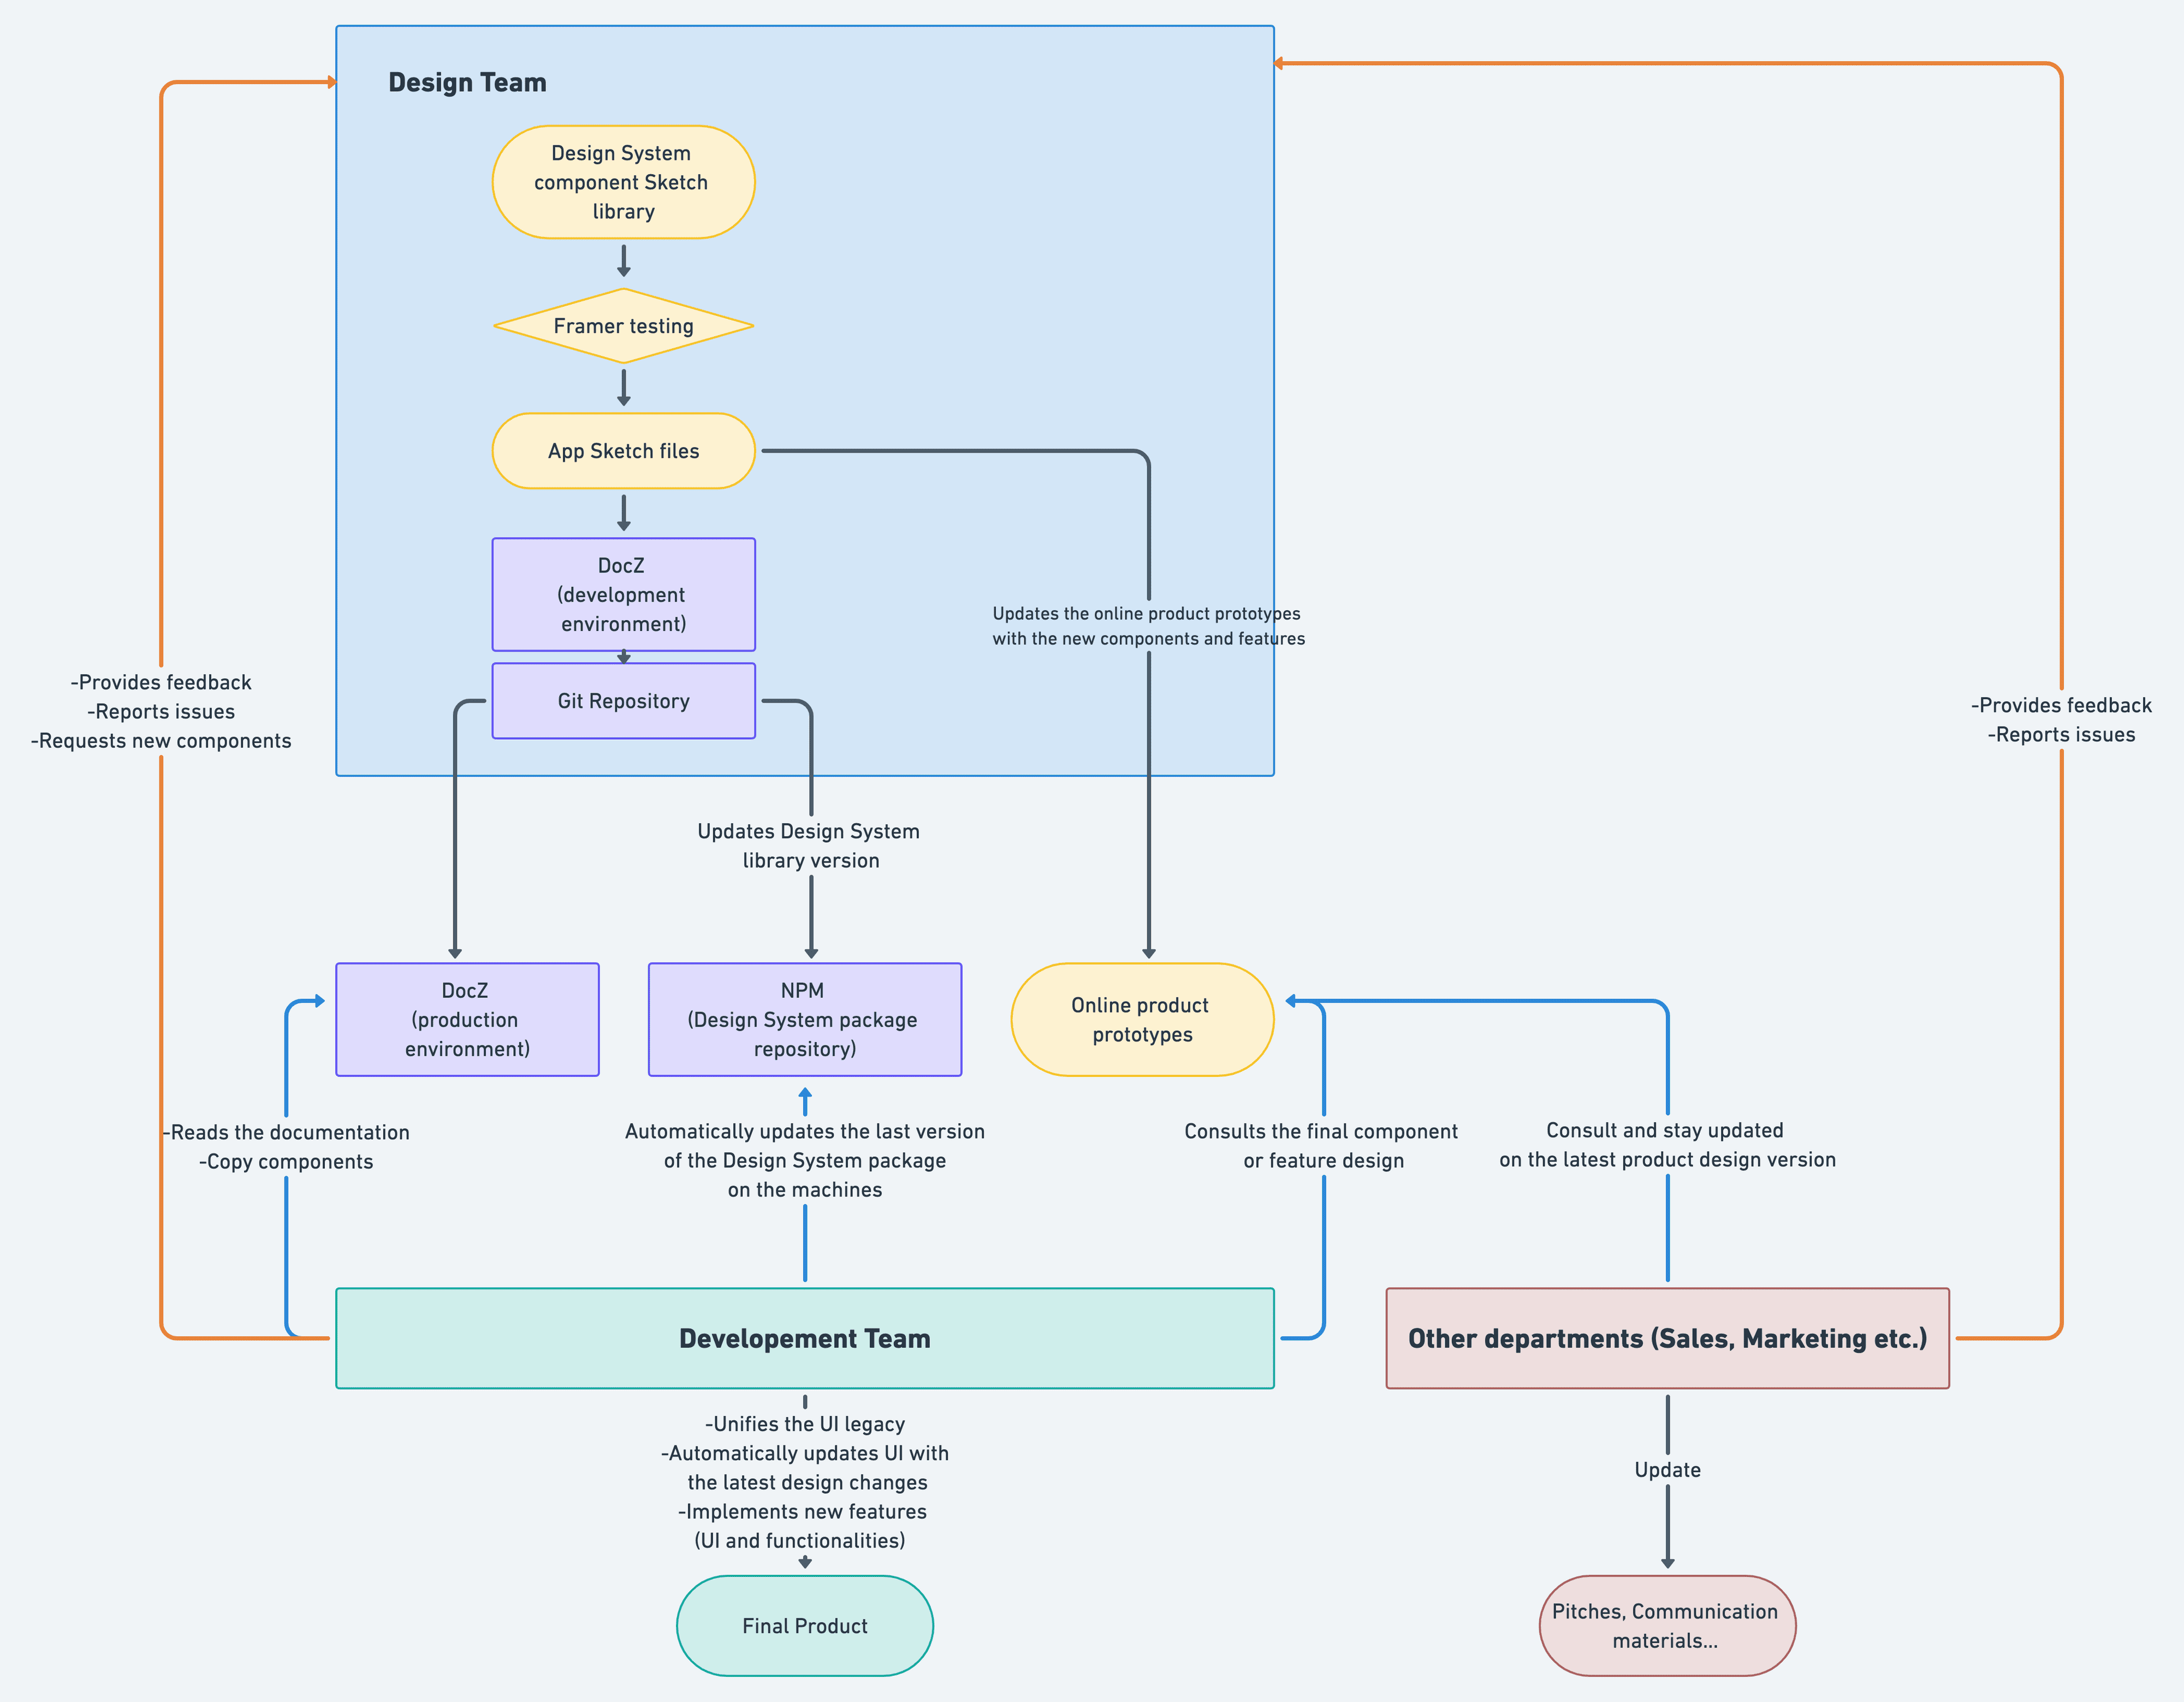 Design Team
Design System
component Sketch
library
Framer testing
App Sketch files
DocZ
(development
environment)
Updates the online product prototypes
with the new components and features
Git Repository
-Provides feedback
-Reports issues
-Requests new components
-Provides feedback
-Reports issues
Updates Design System
library version
DocZ
(production
environment)
NPM
(Design System package
repository)
Online product
prototypes
-Reads the documentation
-Copy components
Automatically updates the last version
of the Design System package
on the machines
Consults the final component
or feature design
Consult and stay updated
on the latest product design version
Developement Team
Other departments (Sales, Marketing etc.)
-Unifies the UI legacy
-Automatically updates UI with
the latest design changes
-Implements new features
(UI and functionalities)
Update
Final Product
Pitches, Communication
materials...